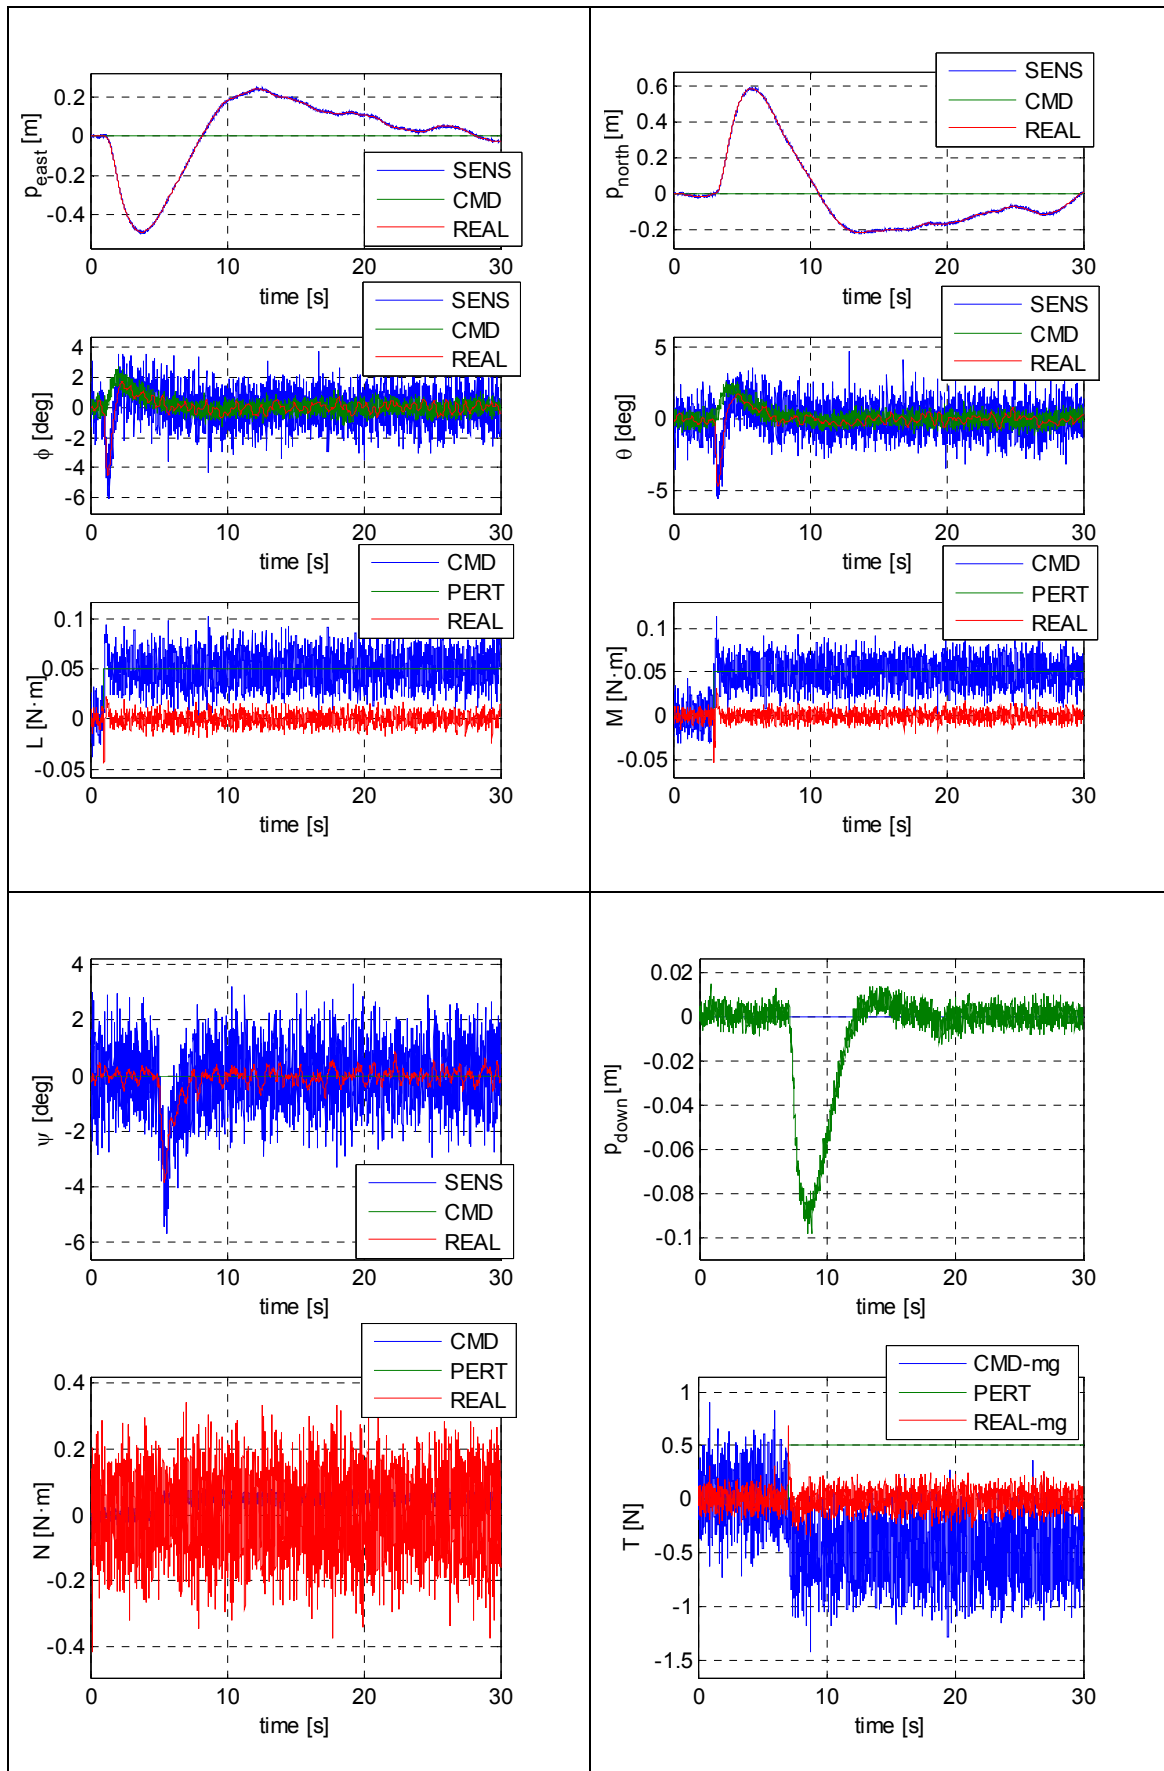 p_east [m]
0.2
0
-0.2
-0.4
0 10 20 30
time [s]
SENS
CMD
REAL
ϕ [deg]
4
2
0
-2
-4
-6
0 10 20 30
time [s]
SENS
CMD
REAL
L [N·m]
0.1
0.05
0
-0.05
0 10 20 30
time [s]
CMD
PERT
REAL
p_north [m]
0.6
0.4
0.2
0
-0.2
0 10 20 30
time [s]
SENS
CMD
REAL
θ [deg]
5
0
-5
0 10 20 30
time [s]
SENS
CMD
REAL
M [N·m]
0.1
0.05
0
-0.05
0 10 20 30
time [s]
CMD
PERT
REAL
ψ [deg]
4
2
0
-2
-4
-6
0 10 20 30
time [s]
SENS
CMD
REAL
N [N·m]
0.4
0.2
0
-0.2
-0.4
0 10 20 30
time [s]
CMD
PERT
REAL
p_down [m]
0.02
0
-0.02
-0.04
-0.06
-0.08
-0.1
0 10 20 30
time [s]
T [N]
1
0.5
0
-0.5
-1
-1.5
0 10 20 30
time [s]
CMD-mg
PERT
REAL-mg